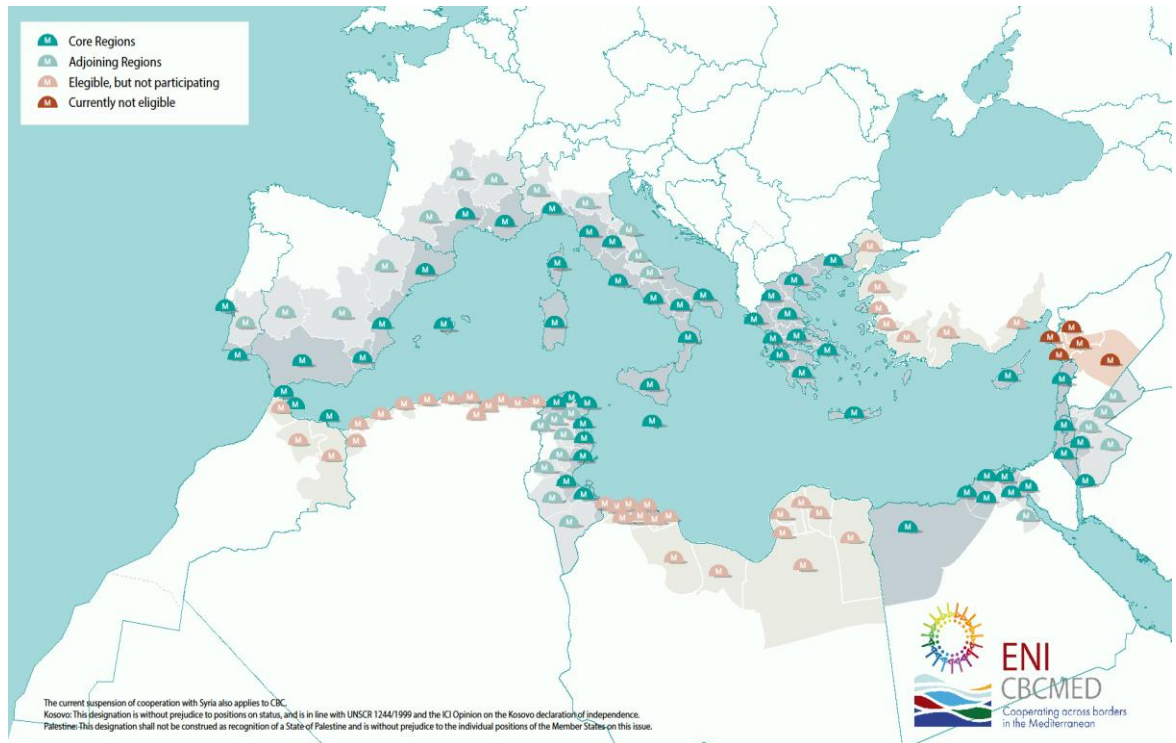 Core Regions
Adjoining Regions
Elegible, but not participating
Currently not eligible
The current suspension of cooperation with Syria also applies to CBC.
Kosovo: This designation is without prejudice to positions on status, and is in line with UNSCR 1244/1999 and the ICI Opinion on the Kosovo declaration of independence.
Palestine: This designation shall not be construed as recognition of a State of Palestine and is without prejudice to the individual positions of the Member States on this issue.
ENI
CBCMED
Cooperating across borders
in the Mediterranean